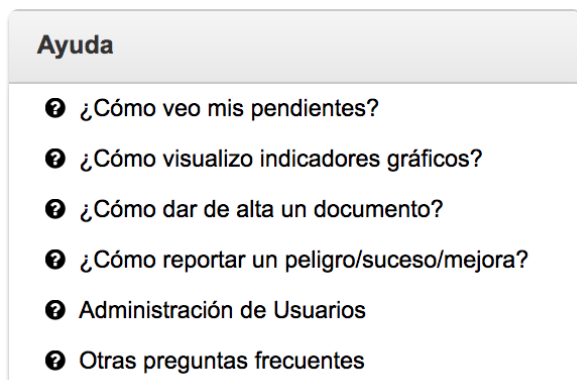 Ayuda
¿Cómo veo mis pendientes?
¿Cómo visualizo indicadores gráficos?
¿Cómo dar de alta un documento?
¿Cómo reportar un peligro/suceso/mejora?
Administración de Usuarios
Otras preguntas frecuentes